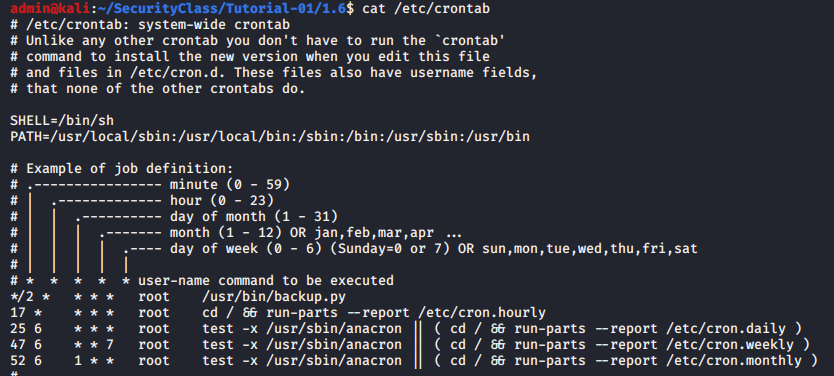 admin@kali:~/SecurityClass/Tutorial-01/1.6$ cat /etc/crontab
# /etc/crontab: system-wide crontab
# Unlike any other crontab you don't have to run the `crontab'
# command to install the new version when you edit this file
# and files in /etc/cron.d. These files also have username fields,
# that none of the other crontabs do.

SHELL=/bin/sh
PATH=/usr/local/sbin:/usr/local/bin:/sbin:/bin:/usr/sbin:/usr/bin

# Example of job definition:
# .---------------- minute (0 - 59)
# |  .------------- hour (0 - 23)
# |  |  .---------- day of month (1 - 31)
# |  |  |  .------- month (1 - 12) OR jan,feb,mar,apr ...
# |  |  |  |  .---- day of week (0 - 6) (Sunday=0 or 7) OR sun,mon,tue,wed,thu,fri,sat
# |  |  |  |  |
# *  *  *  *  * user-name command to be executed
*/2 *   * * *   root    /usr/bin/backup.py
17 *    * * *   root    cd / && run-parts --report /etc/cron.hourly
25 6    * * *   root    test -x /usr/sbin/anacron || ( cd / && run-parts --report /etc/cron.daily )
47 6    * * 7   root    test -x /usr/sbin/anacron || ( cd / && run-parts --report /etc/cron.weekly )
52 6    1 * *   root    test -x /usr/sbin/anacron || ( cd / && run-parts --report /etc/cron.monthly )
#